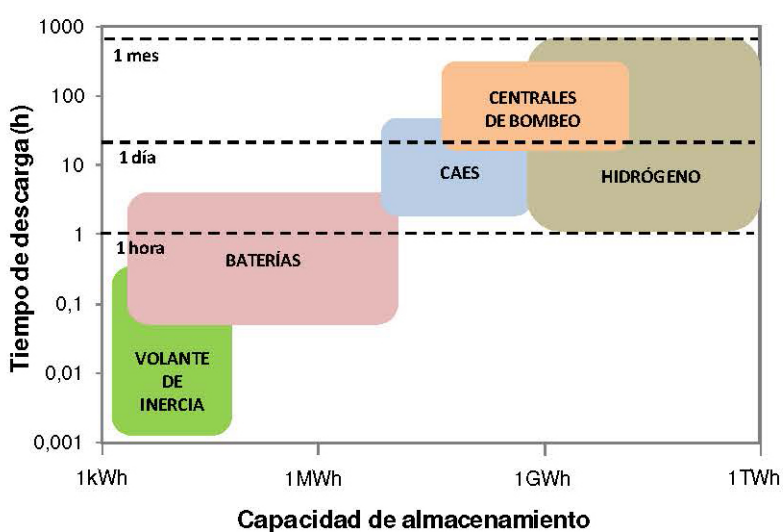 Tiempo de descarga (h)
1000
100
10
1
0,1
0,01
0,001
1 mes
1 día
1 hora
CENTRALES
DE BOMBEO
CAES
HIDRÓGENO
BATERÍAS
VOLANTE
DE
INERCIA
1kWh
1MWh
1GWh
1TWh
Capacidad de almacenamiento